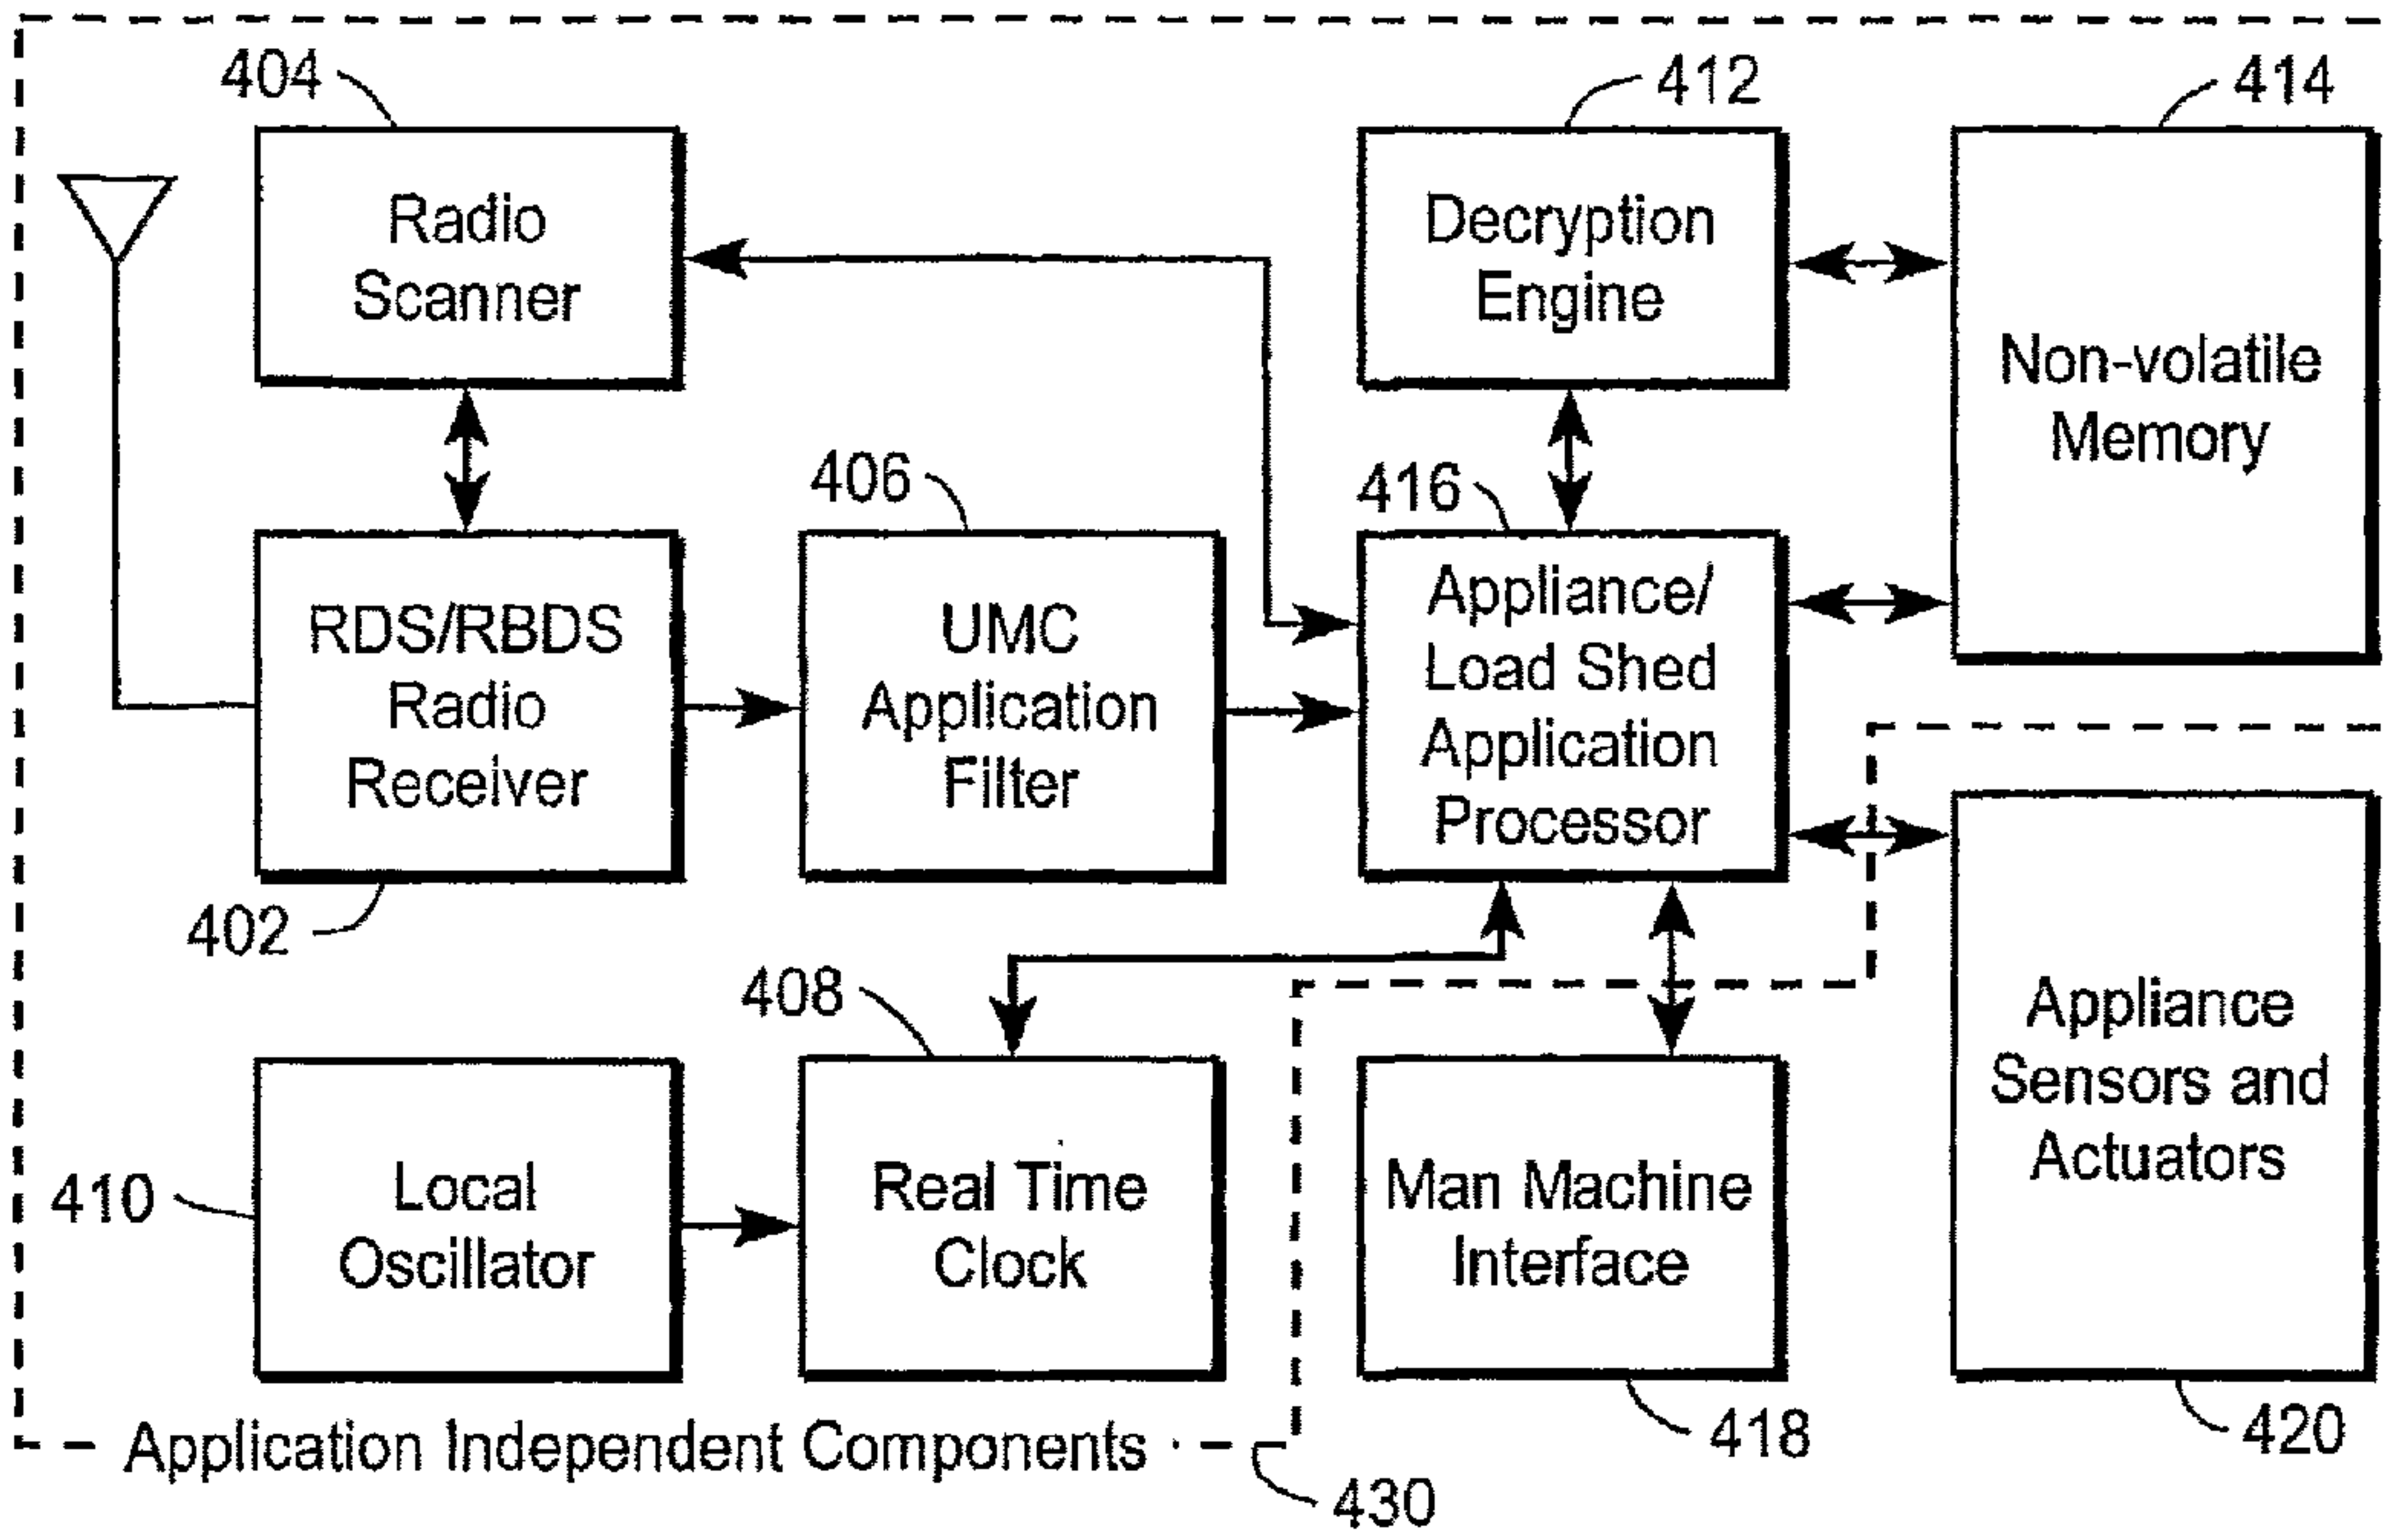 404
412
414
Radio
Scanner
Decryption
Engine
Non-volatile
Memory
406
416
RDS/RBDS
Radio
Receiver
UMC
Application
Filter
Appliance/
Load Shed
Application
Processor
402
408
Appliance
Sensors and
Actuators
410
Local
Oscillator
Real Time
Clock
Man Machine
Interface
418
420
Application Independent Components
430